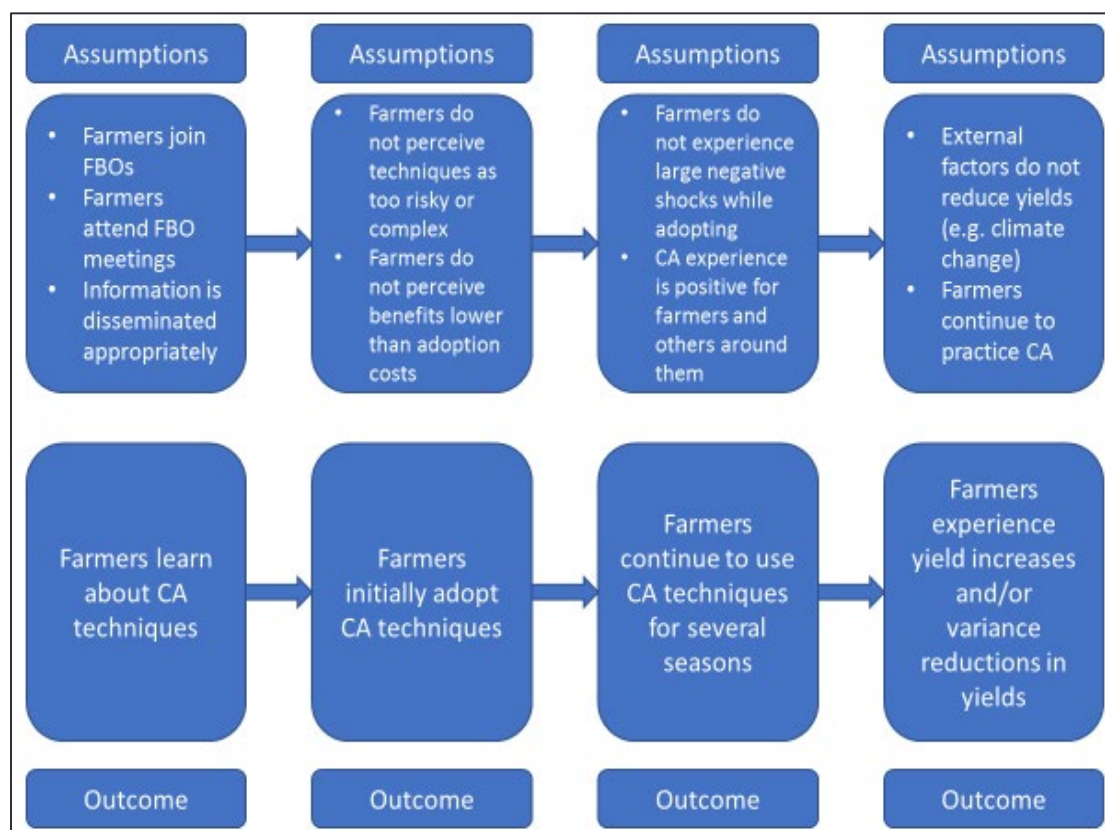 Assumptions
Assumptions
Assumptions
Assumptions
• Farmers join
FBOs
• Farmers
attend FBO
meetings
• Information is
disseminated
appropriately
• Farmers do
not perceive
techniques as
too risky or
complex
• Farmers do
not perceive
benefits lower
than adoption
costs
• Farmers do
not experience
large negative
shocks while
adopting
• CA experience
is positive for
farmers and
others around
them
• External
factors do not
reduce yields
(e.g. climate
change)
• Farmers
continue to
practice CA
Farmers learn
about CA
techniques
Farmers
initially adopt
CA techniques
Farmers
continue to use
CA techniques
for several
seasons
Farmers
experience
yield increases
and/or
variance
reductions in
yields
Outcome
Outcome
Outcome
Outcome